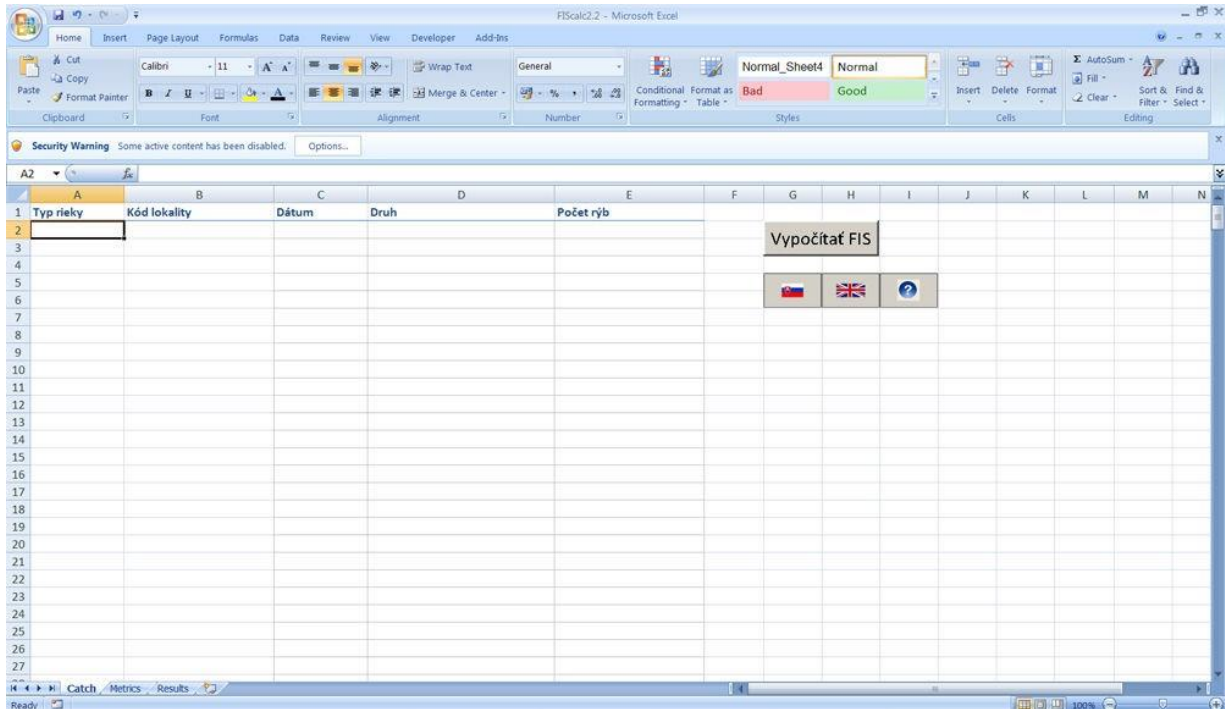 FIScalc2.2 - Microsoft Excel
Home Insert Page Layout Formulas Data Review View Developer Add-Ins
Paste
Cut
Copy
Format Painter
Clipboard
Calibri 11 A A
B I U A
Font
Wrap Text
Merge & Center
Alignment
General
% ,
Number
Conditional Formatting
Format as Table
Normal_Sheet4 Normal
Bad Good
Styles
Insert Delete Format
Cells
Σ AutoSum
Fill
Clear
Sort & Filter
Find & Select
Editing
Security Warning Some active content has been disabled. Options...
A2 fx
A B C D E F G H I J K L M N
1 Typ rieky Kód lokality Dátum Druh Počet rýb
2
Vypočítať FIS
3
4
5
6
?
7
8
9
10
11
12
13
14
15
16
17
18
19
20
21
22
23
24
25
26
27
Catch Metrics Results
Ready 100%